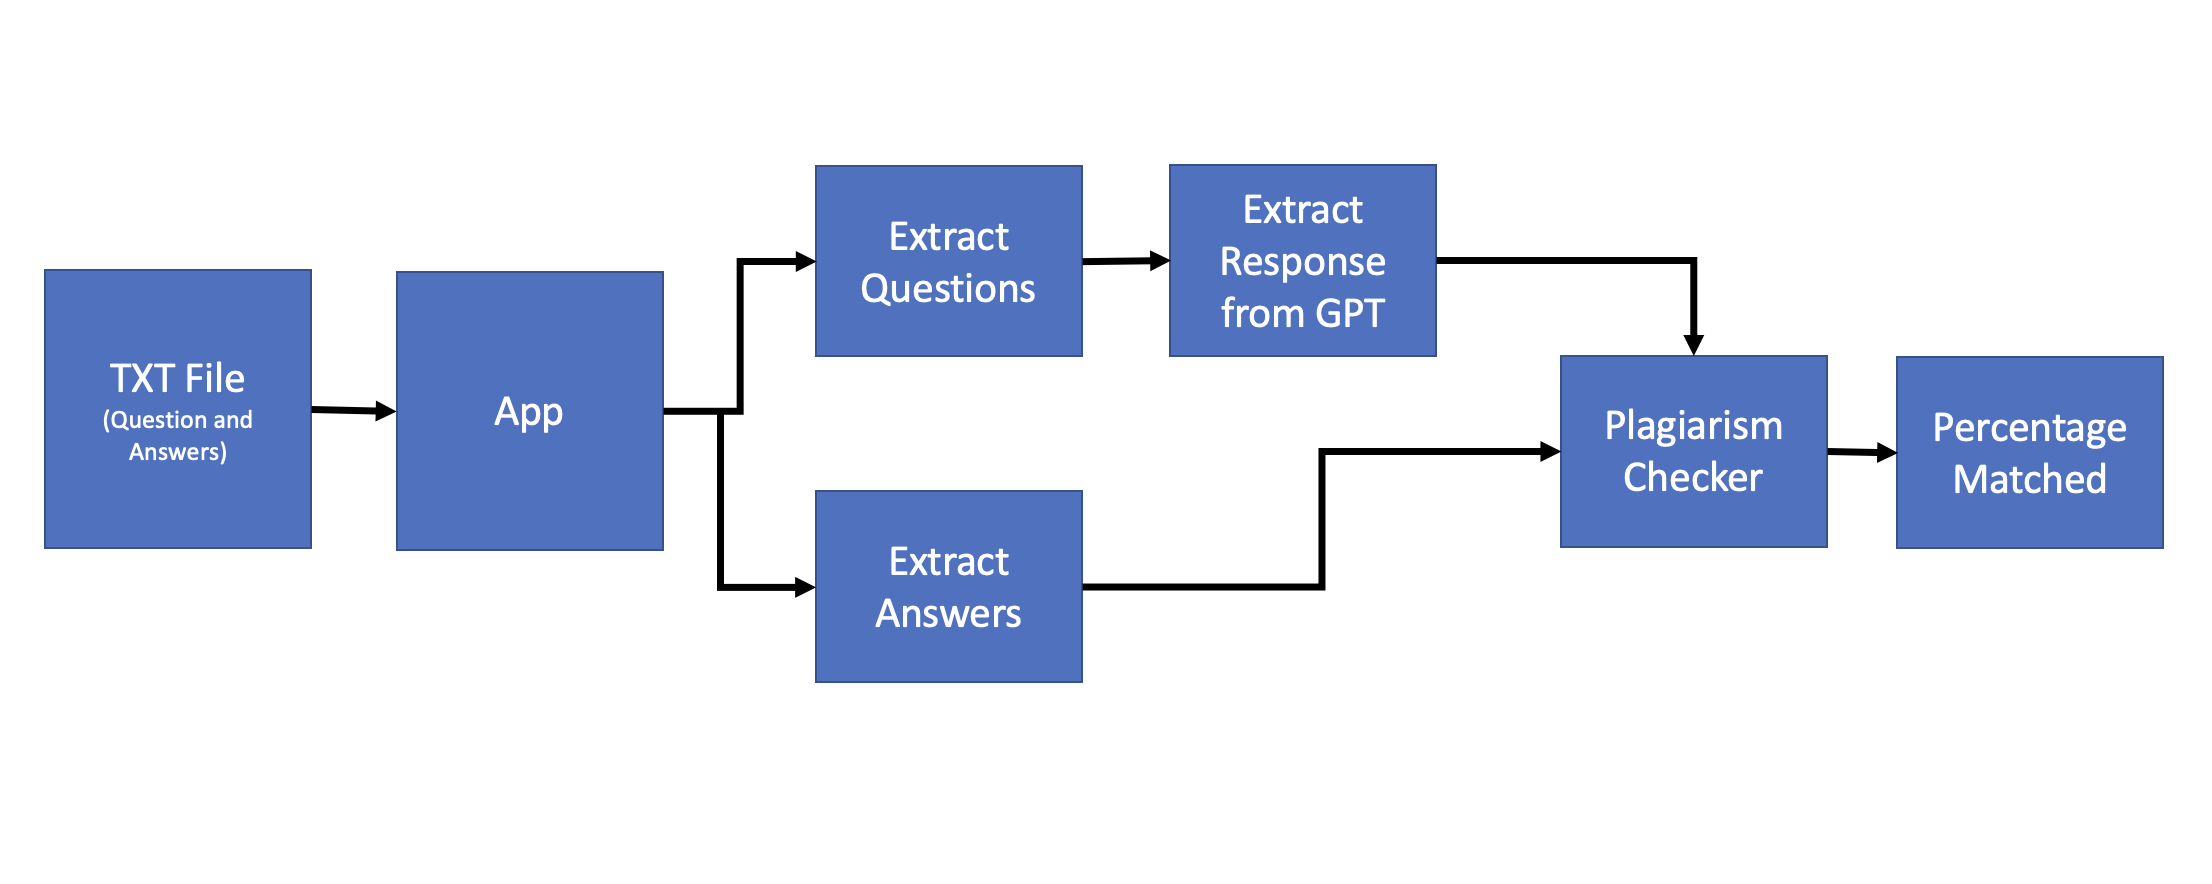 TXT File
(Question and
Answers)
App
Extract
Questions
Extract
Response
from GPT
Extract
Answers
Plagiarism
Checker
Percentage
Matched